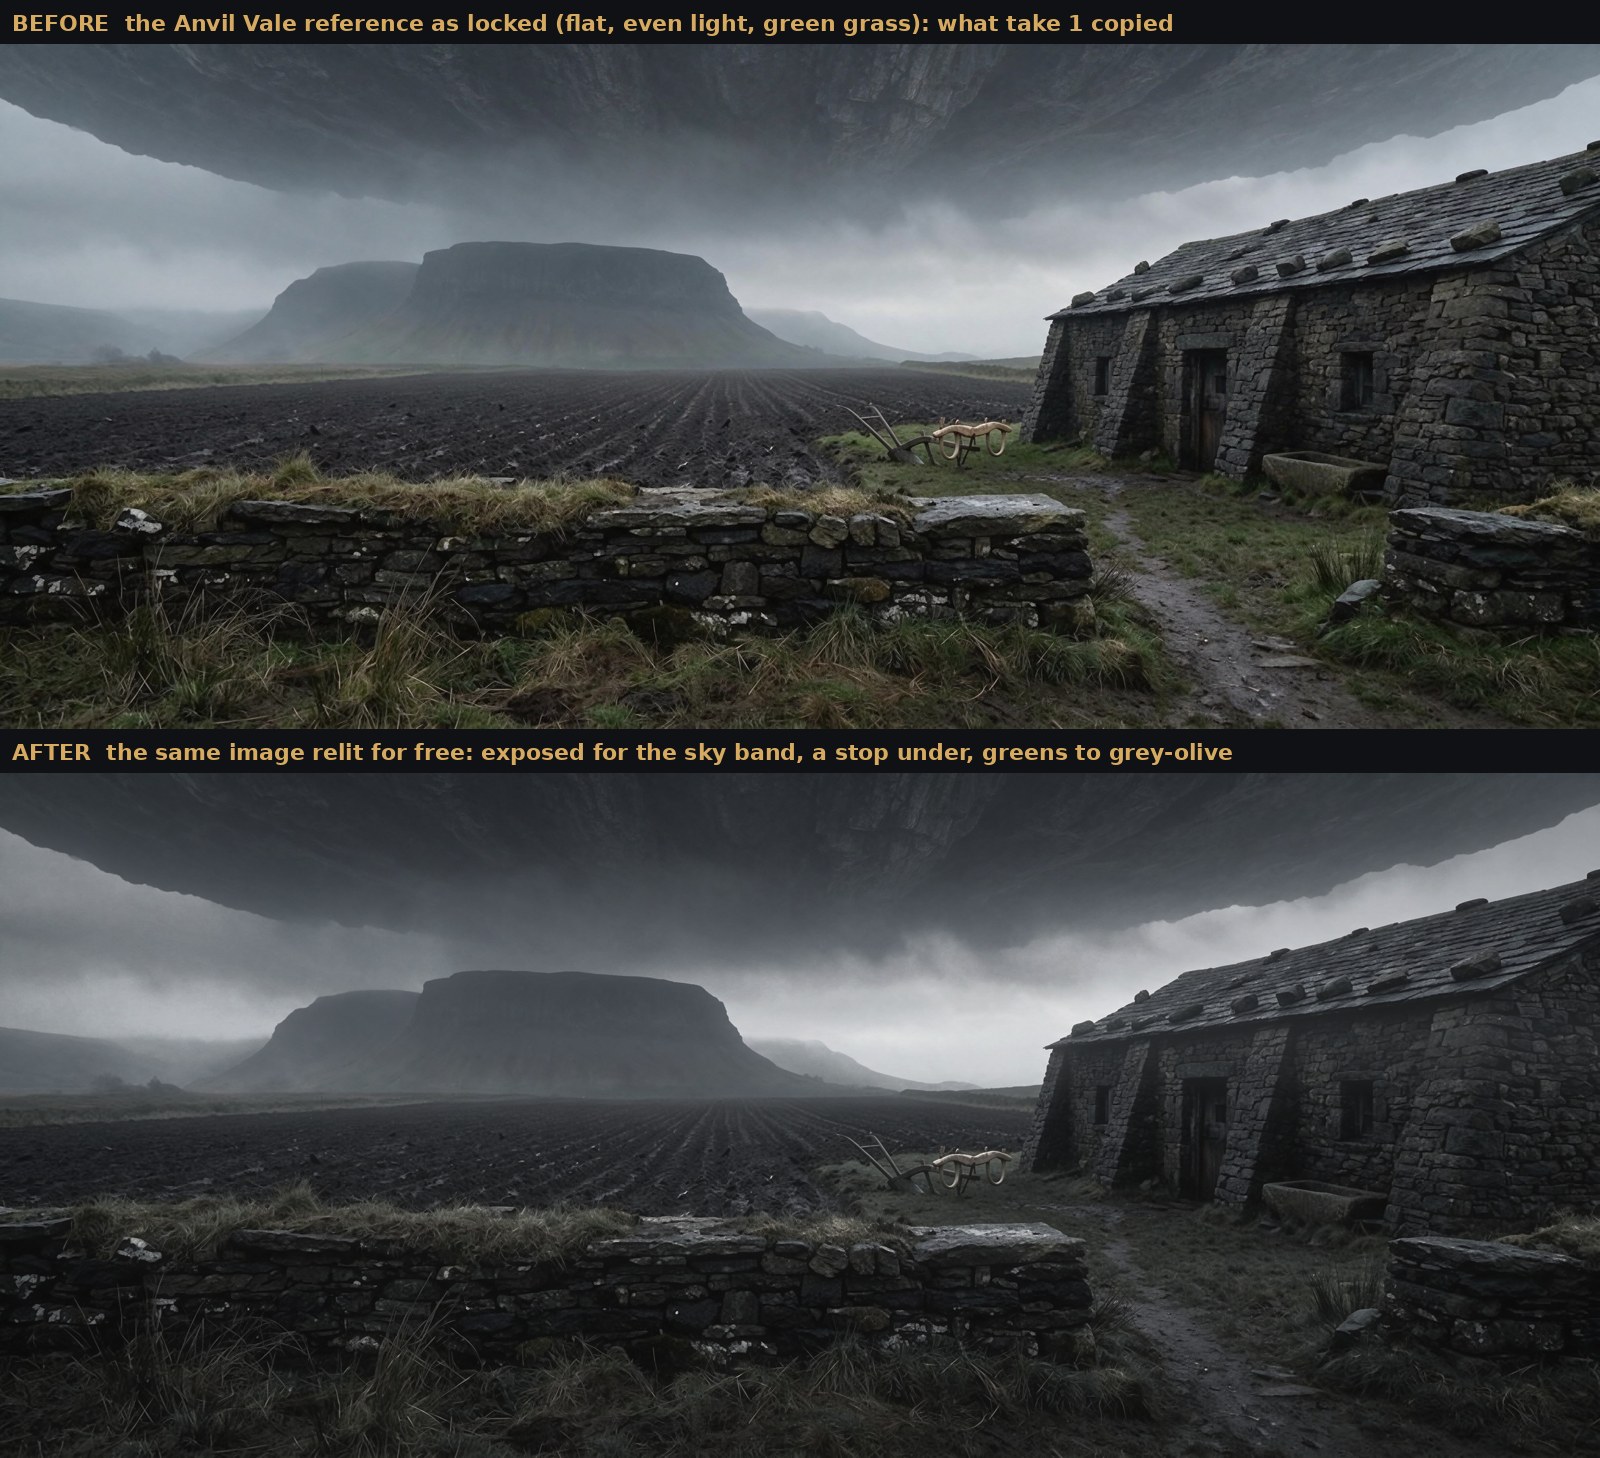 BEFORE the Anvil Vale reference as locked (flat, even light, green grass): what take 1 copied
AFTER the same image relit for free: exposed for the sky band, a stop under, greens to grey-olive